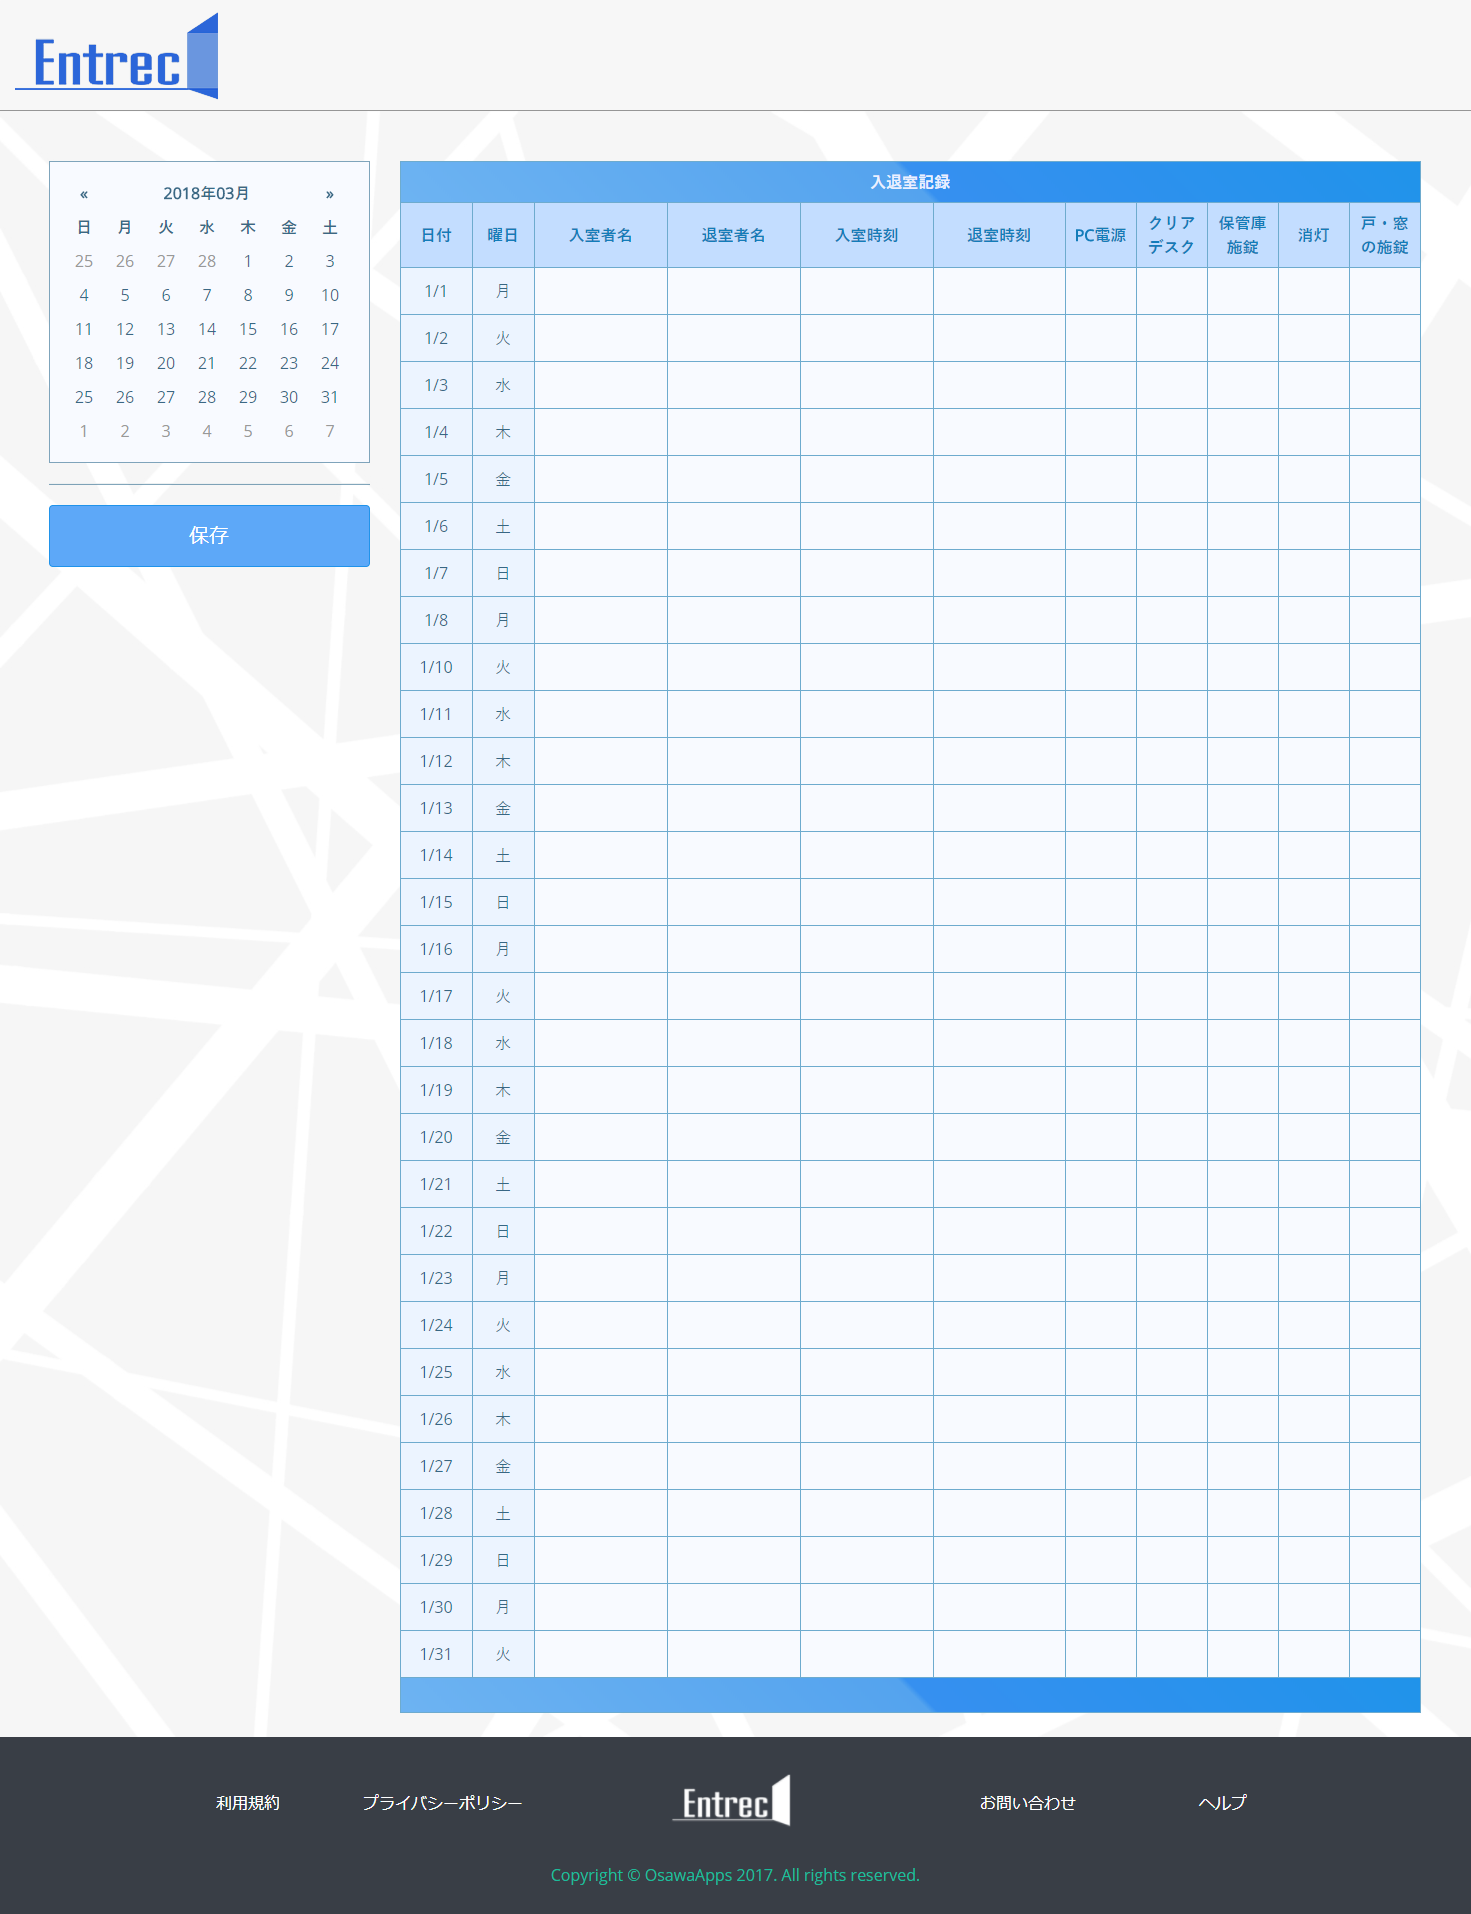 Entrec
« 2018年03月 »
日 月 火 水 木 金 土
25 26 27 28 1 2 3
4 5 6 7 8 9 10
11 12 13 14 15 16 17
18 19 20 21 22 23 24
25 26 27 28 29 30 31
1 2 3 4 5 6 7
保存
入退室記録
日付 曜日 入室者名 退室者名 入室時刻 退室時刻 PC電源 クリアデスク 保管庫施錠 消灯 戸・窓の施錠
1/1 月
1/2 火
1/3 水
1/4 木
1/5 金
1/6 土
1/7 日
1/8 月
1/10 火
1/11 水
1/12 木
1/13 金
1/14 土
1/15 日
1/16 月
1/17 火
1/18 水
1/19 木
1/20 金
1/21 土
1/22 日
1/23 月
1/24 火
1/25 水
1/26 木
1/27 金
1/28 土
1/29 日
1/30 月
1/31 火
利用規約 プライバシーポリシー Entrec お問い合わせ ヘルプ
Copyright © OsawaApps 2017. All rights reserved.